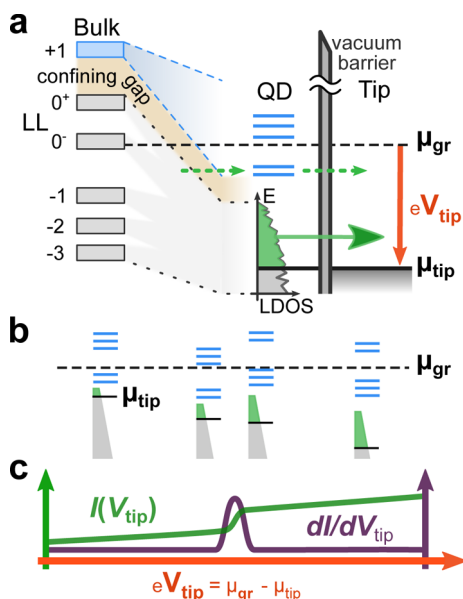 a
Bulk
+1
confining gap
0⁺
LL
0⁻
-1
-2
-3
QD
vacuum
barrier
Tip
μgr
eVtip
E
μtip
LDOS
b
μgr
μtip
c
I(Vtip)
dI/dVtip
eVtip = μgr - μtip